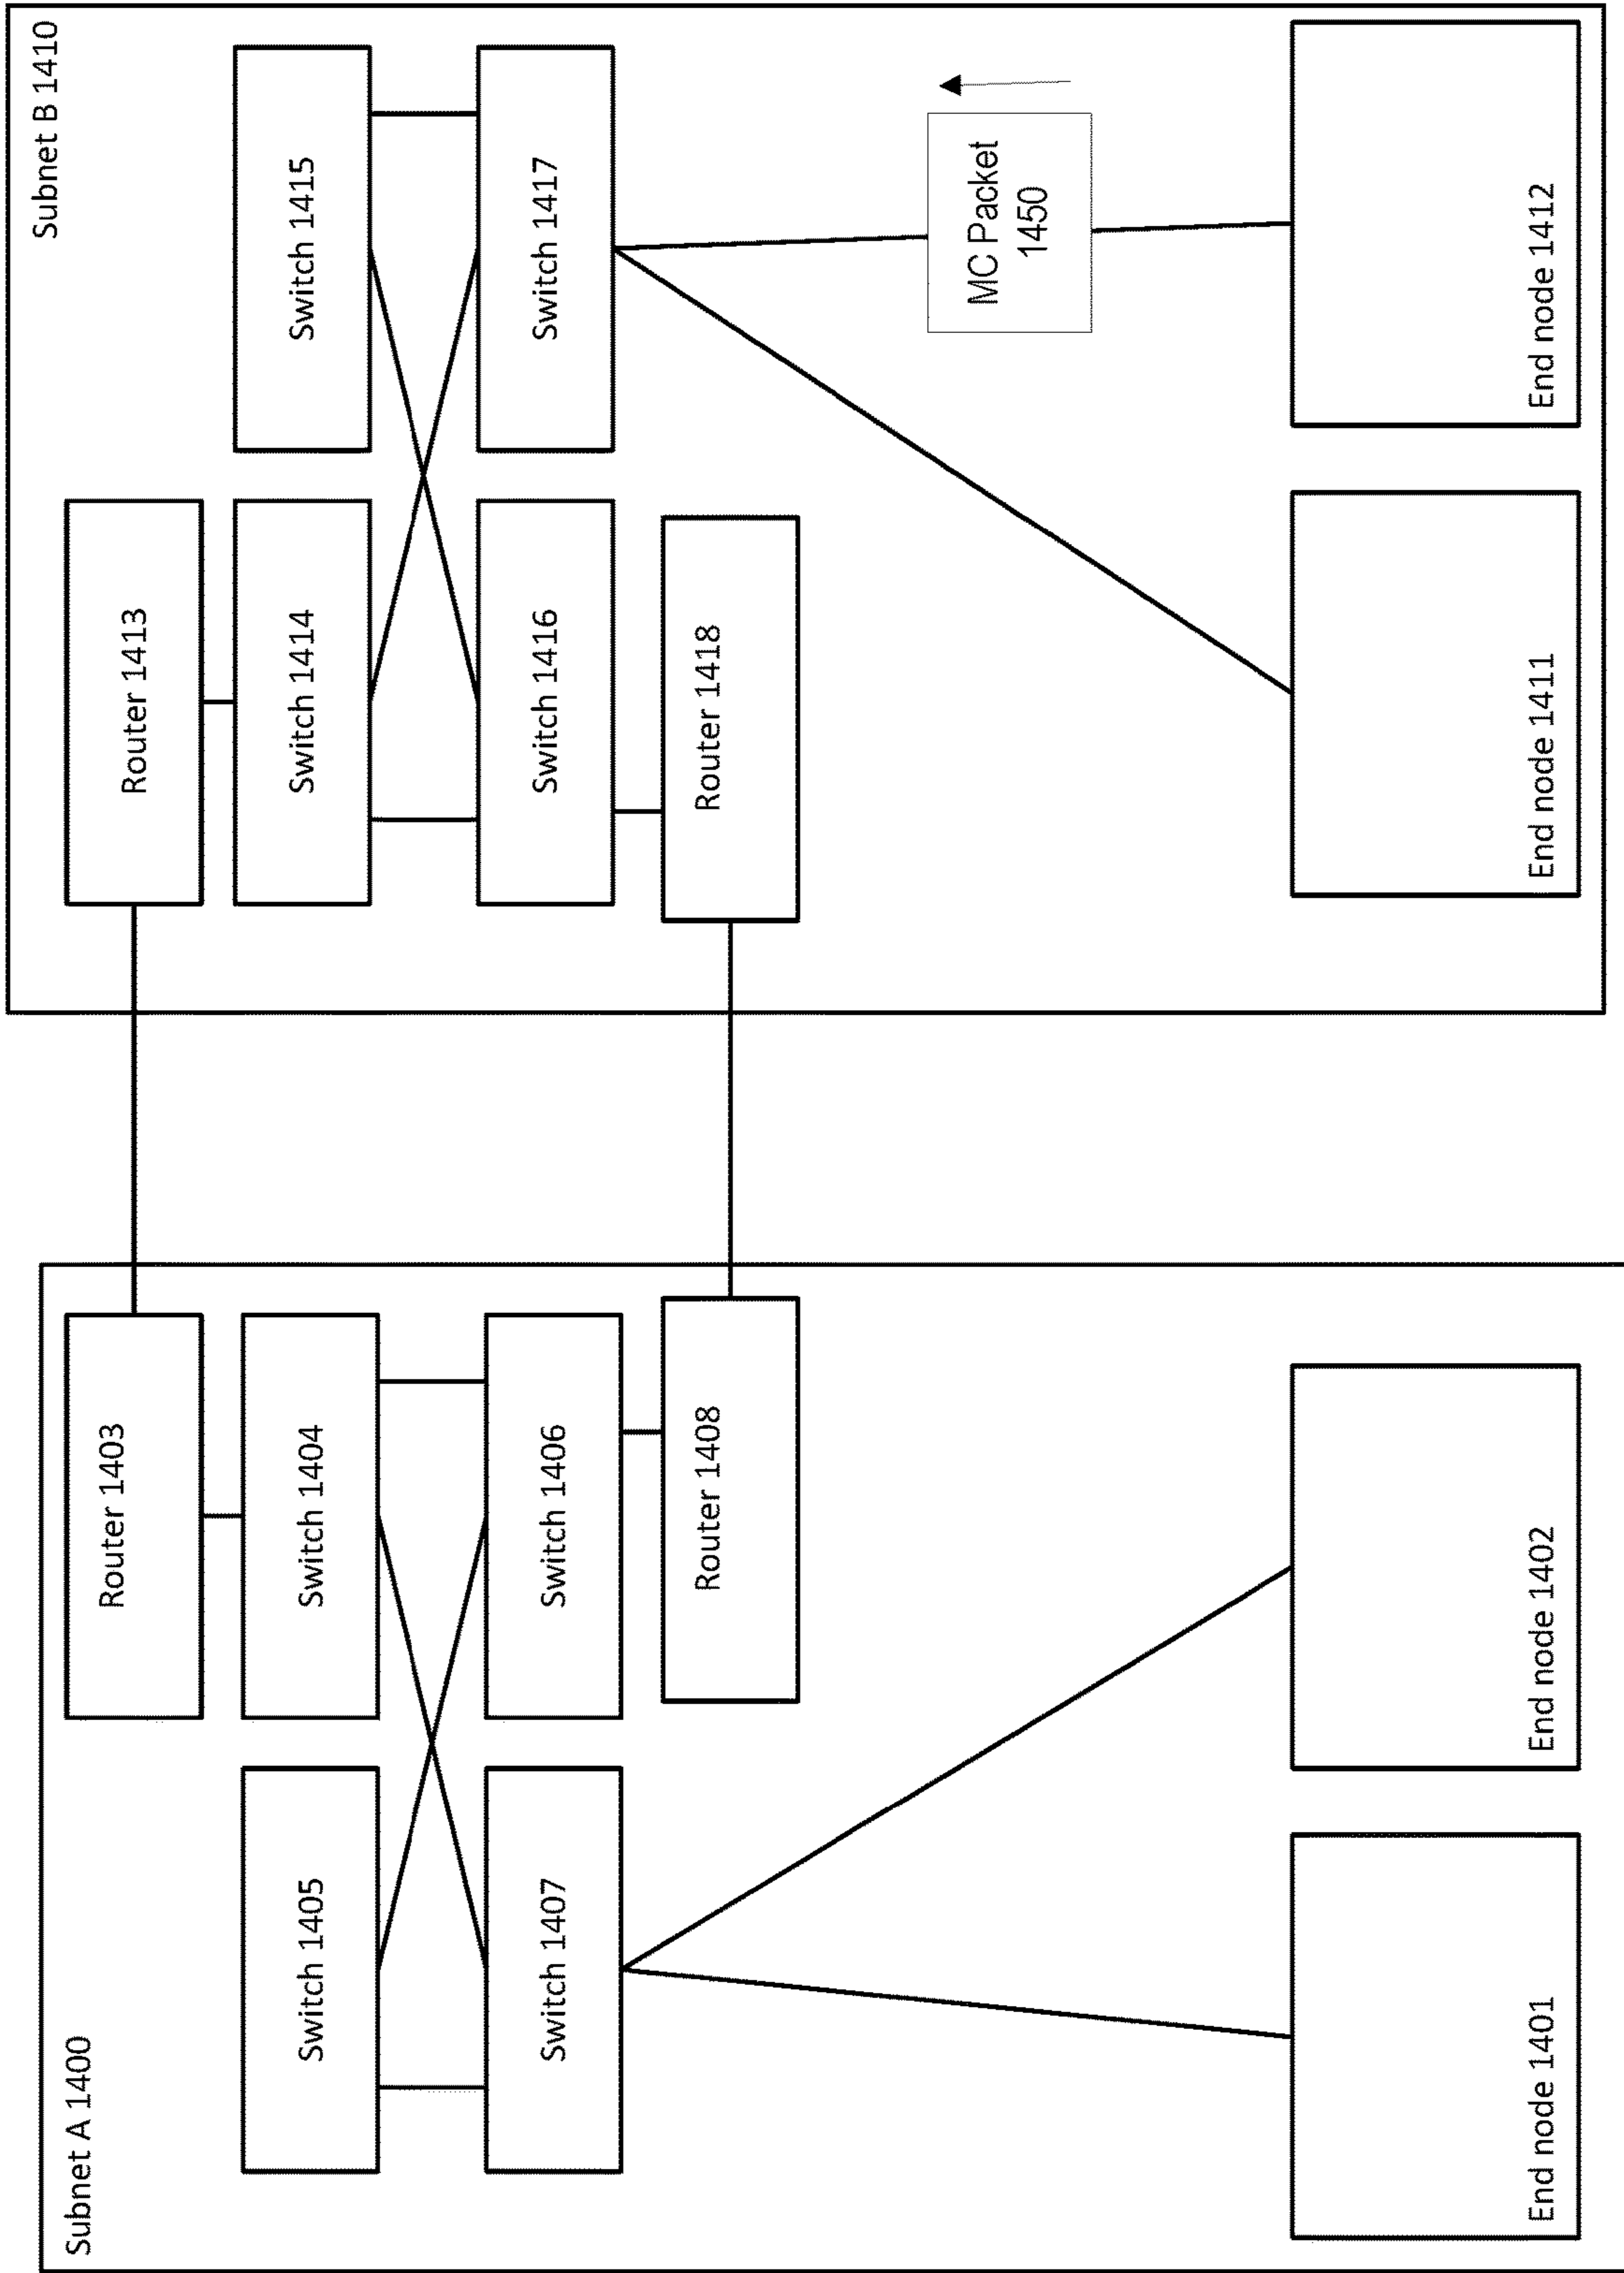 Subnet A 1400
Router 1403
Switch 1405
Switch 1404
Switch 1407
Switch 1406
Router 1408
End node 1401
End node 1402
Subnet B 1410
Router 1413
Switch 1414
Switch 1415
Switch 1416
Switch 1417
Router 1418
MC Packet
1450
End node 1411
End node 1412